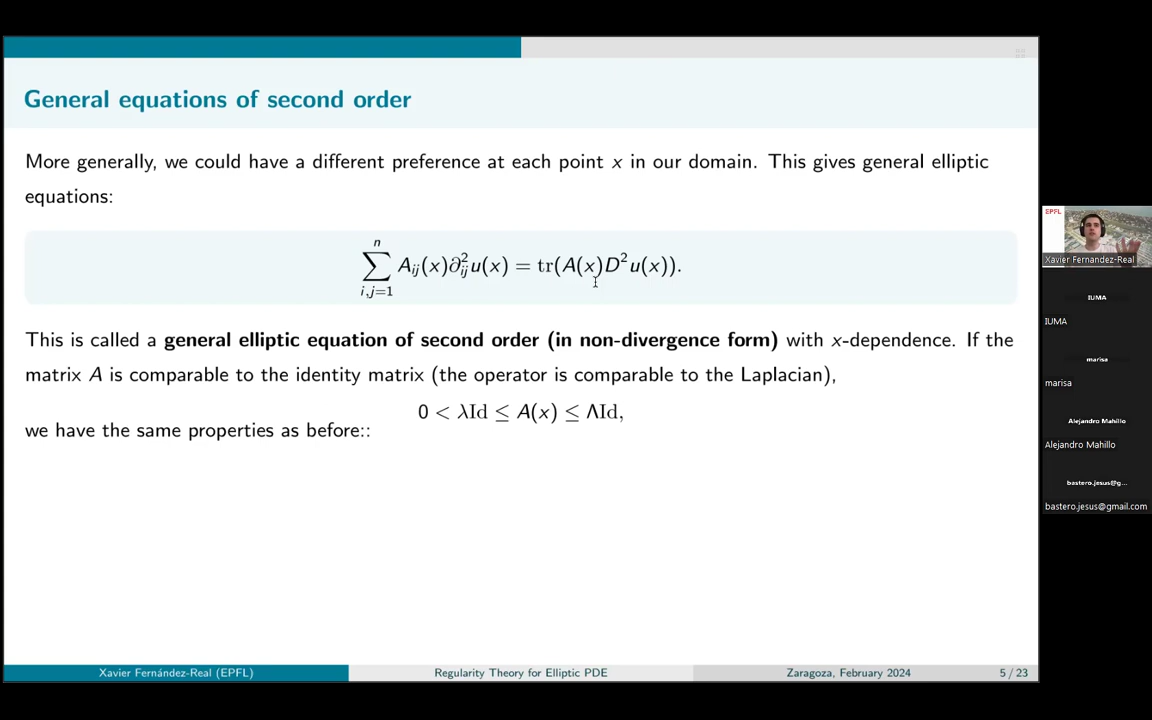 General equations of second order
More generally, we could have a different preference at each point x in our domain. This gives general elliptic
equations:
n
∑ A_{ij}(x)∂²_{ij}u(x) = tr(A(x)D²u(x)).
i,j=1
This is called a general elliptic equation of second order (in non-divergence form) with x-dependence. If the
matrix A is comparable to the identity matrix (the operator is comparable to the Laplacian),
0 < λId ≤ A(x) ≤ ΛId,
we have the same properties as before::
Xavier Fernández-Real (EPFL)
Regularity Theory for Elliptic PDE
Zaragoza, February 2024
5 / 23
EPFL
Xavier Fernandez-Real
IUMA
IUMA
marisa
marisa
Alejandro Mahillo
Alejandro Mahillo
bastero.jesus@g...
bastero.jesus@gmail.com